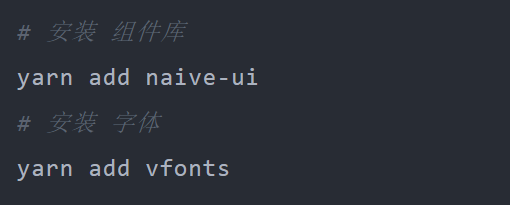 # 安装 组件库
yarn add naive-ui
# 安装 字体
yarn add vfonts